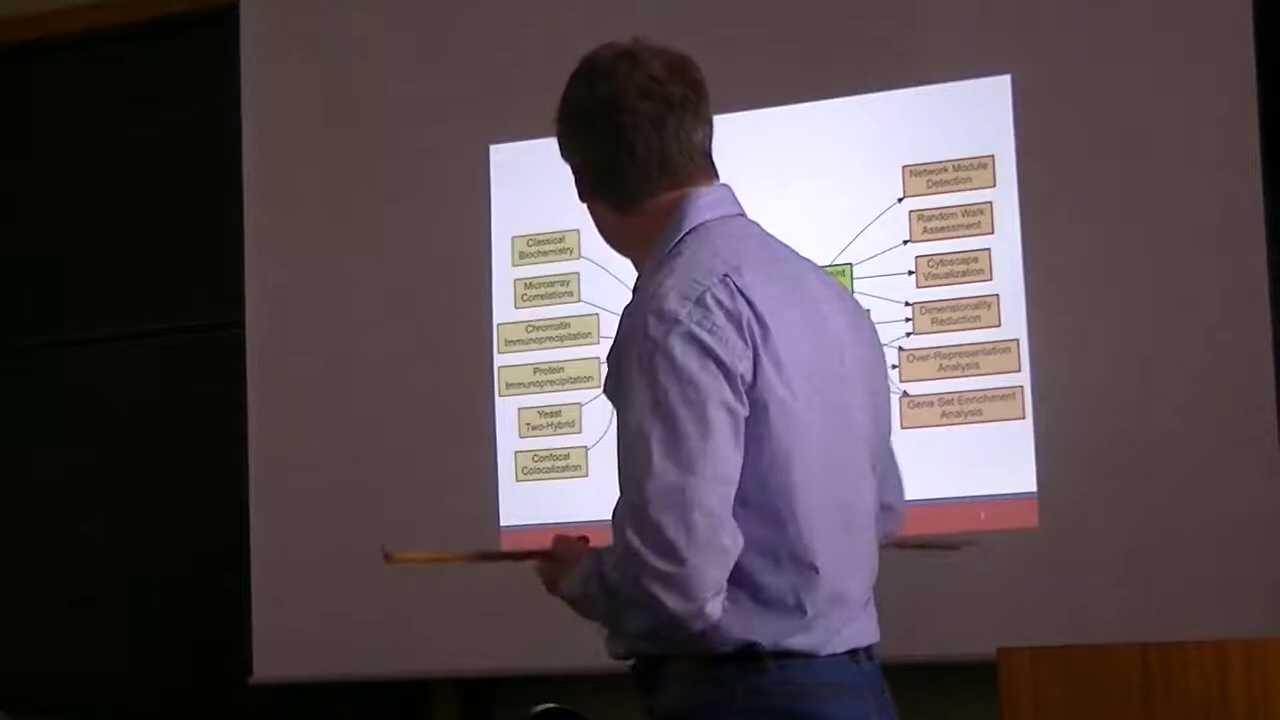 Classical
Biochemistry
Microarray
Correlations
Chromatin
Immunoprecipitation
Protein
Immunoprecipitation
Yeast
Two-Hybrid
Confocal
Colocalization
Network Module
Detection
Random Walk
Assessment
Cytoscape
Visualization
Dimensionality
Reduction
Over-Representation
Analysis
Gene Set Enrichment
Analysis